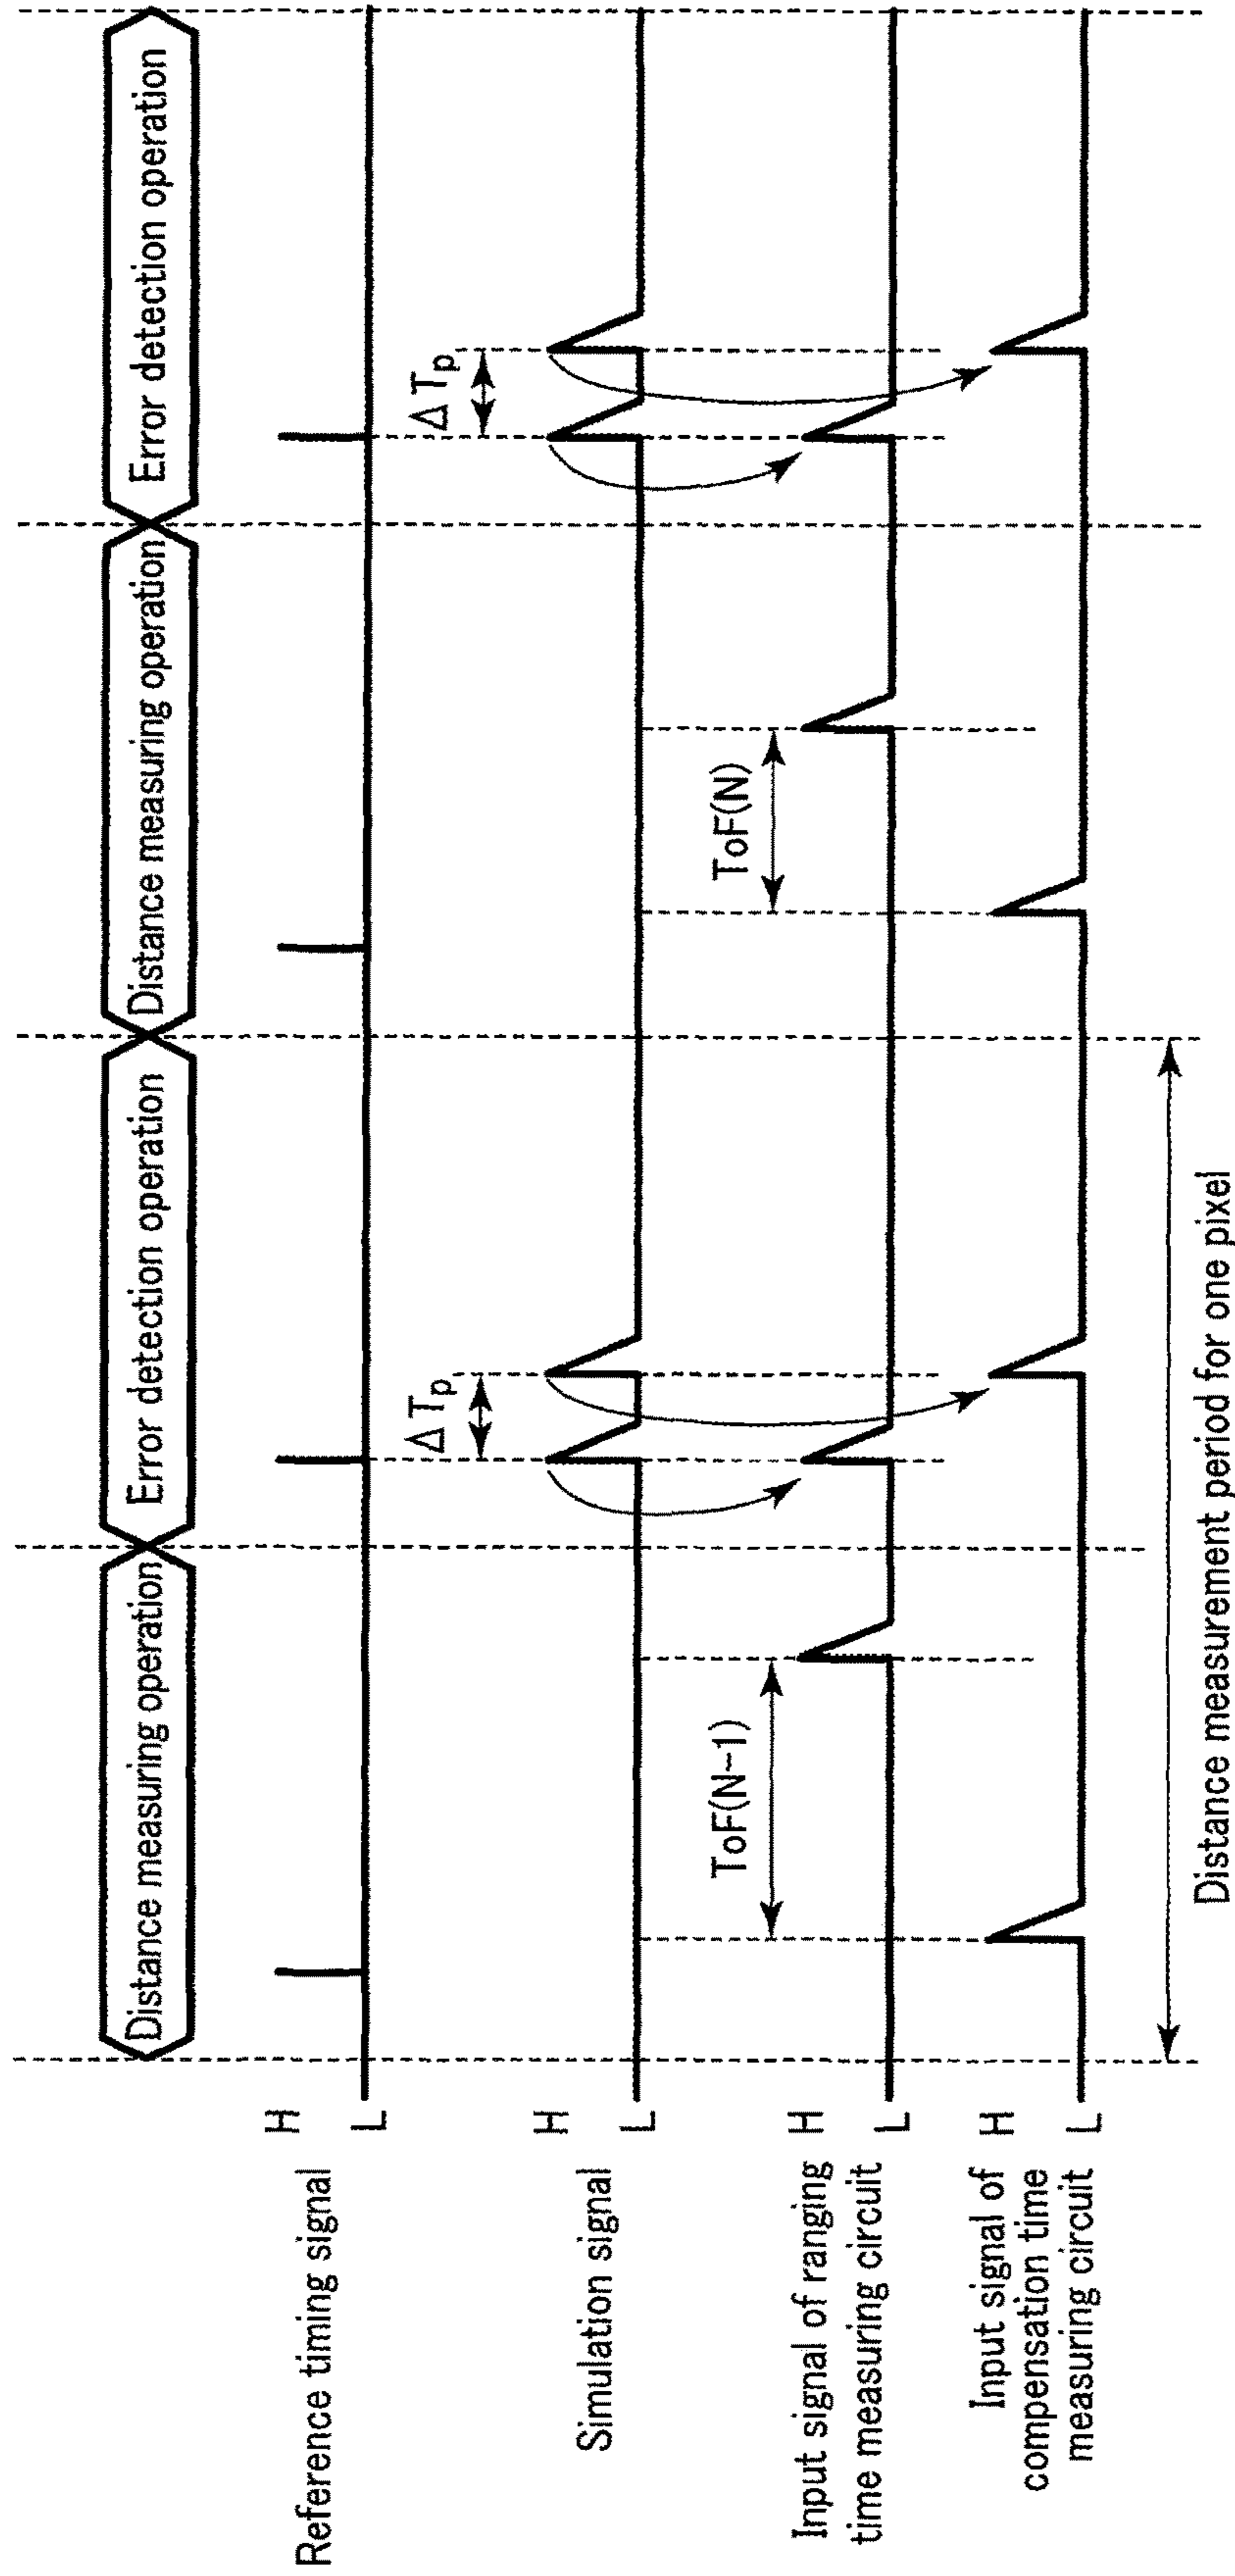 Distance measuring operation
Error detection operation
Distance measuring operation
Error detection operation
Reference timing signal
H
L
Δ Tp
Δ Tp
Simulation signal
H
L
ToF(N-1)
ToF(N)
Input signal of ranging
time measuring circuit
H
L
Input signal of
compensation time
measuring circuit
H
L
Distance measurement period for one pixel